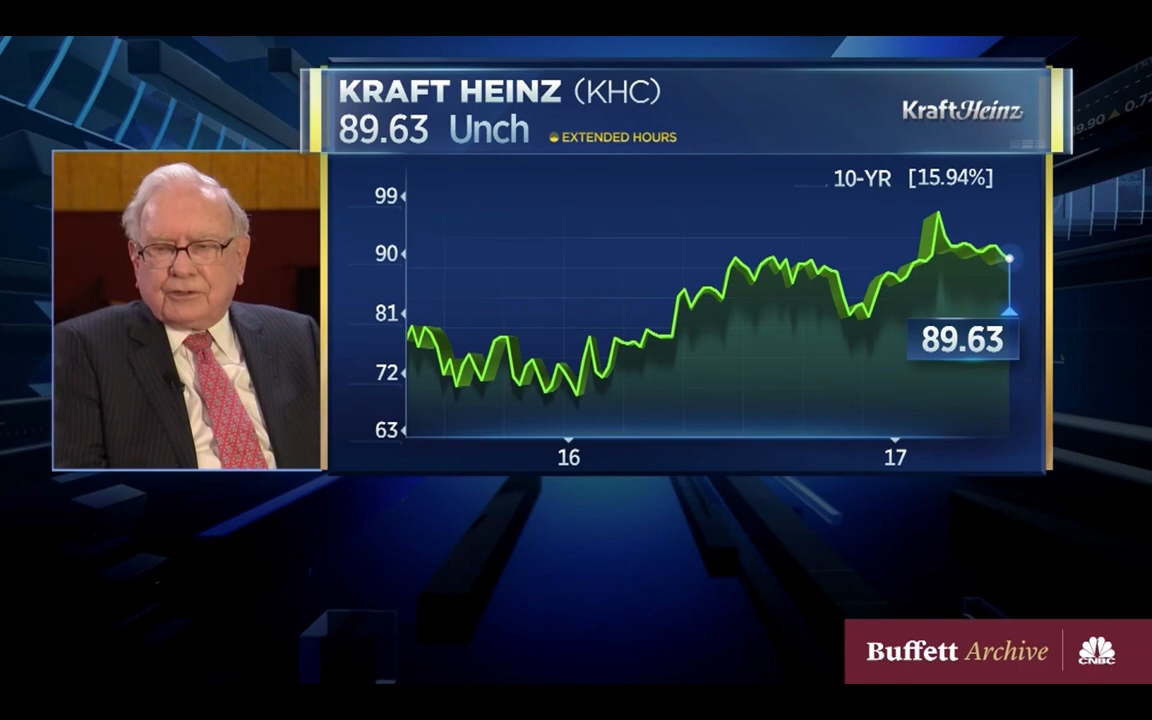 KRAFT HEINZ (KHC)
89.63 Unch EXTENDED HOURS
KraftHeinz
10-YR [15.94%]
99
90
81
72
63
89.63
16
17
Buffett Archive
CNBC